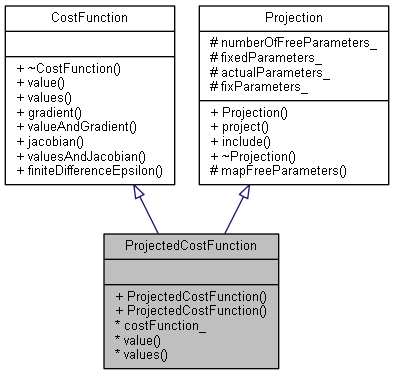 CostFunction
+ ~CostFunction()
+ value()
+ values()
+ gradient()
+ valueAndGradient()
+ jacobian()
+ valuesAndJacobian()
+ finiteDifferenceEpsilon()
Projection
# numberOfFreeParameters_
# fixedParameters_
# actualParameters_
# fixParameters_
+ Projection()
+ project()
+ include()
+ ~Projection()
# mapFreeParameters()
ProjectedCostFunction
+ ProjectedCostFunction()
+ ProjectedCostFunction()
* costFunction_
* value()
* values()